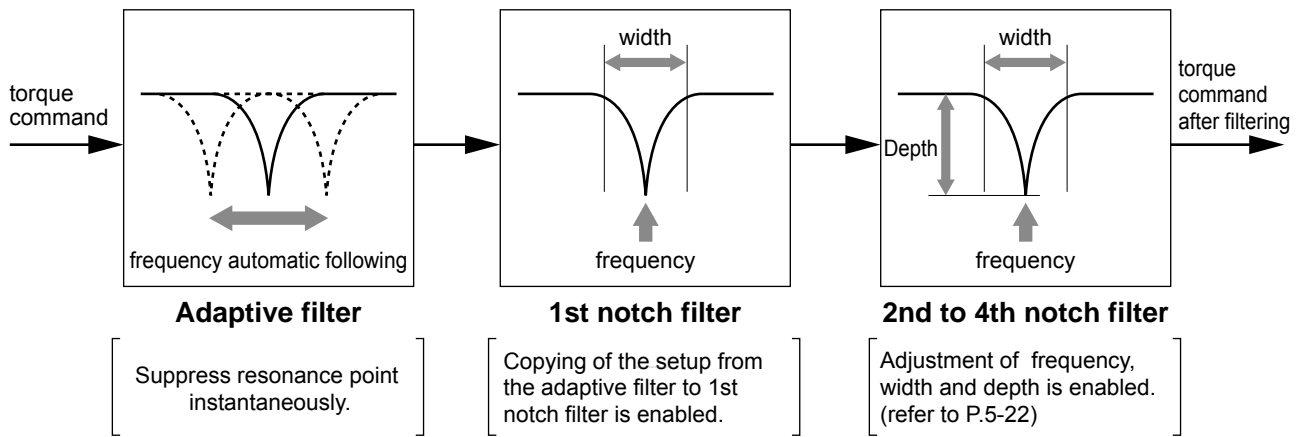 torque
command
frequency automatic following
Adaptive filter
Suppress resonance point
instantaneously.
width
frequency
1st notch filter
Copying of the setup from
the adaptive filter to 1st
notch filter is enabled.
width
Depth
frequency
2nd to 4th notch filter
Adjustment of frequency,
width and depth is enabled.
(refer to P.5-22)
torque
command
after filtering